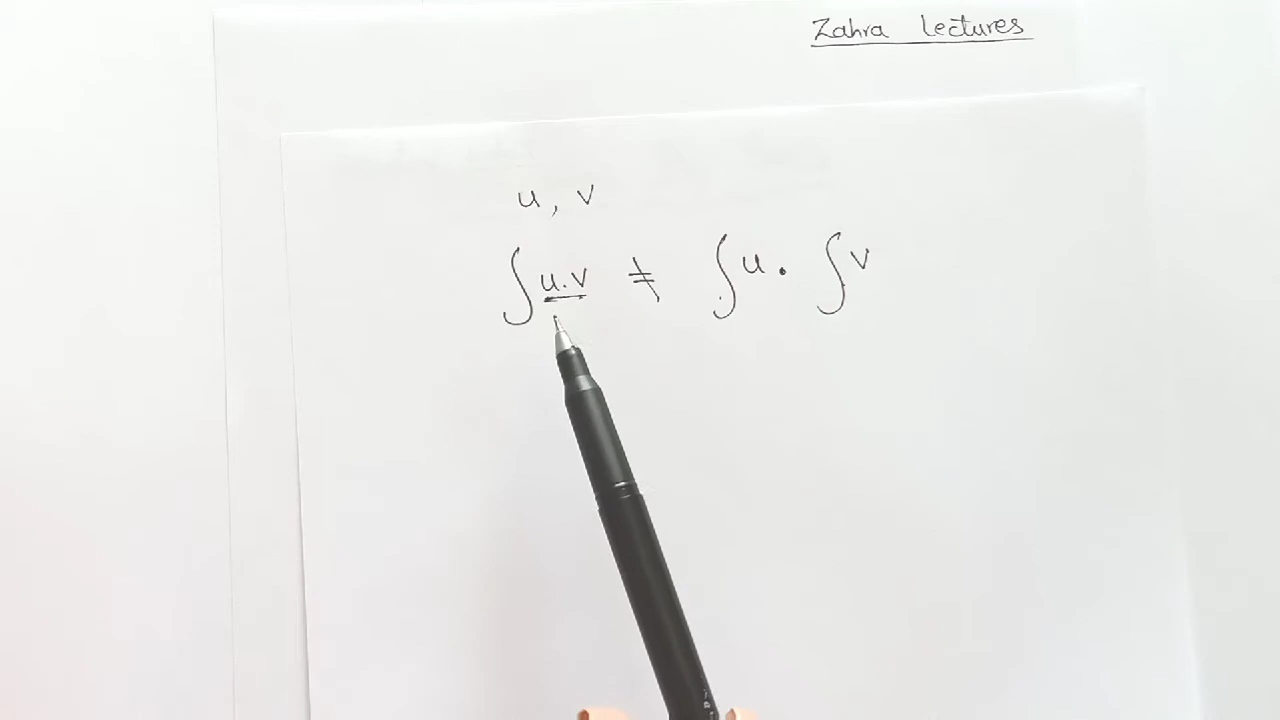 Zahra lectures
u, v
∫u.v ≠ ∫u. ∫v